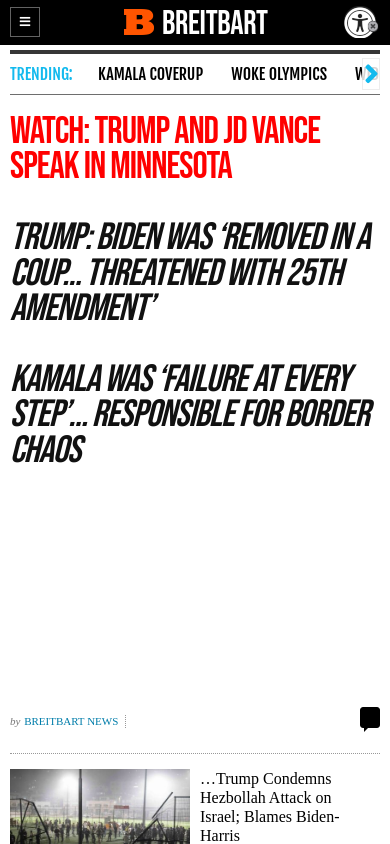 BREITBART
TRENDING:
KAMALA COVERUP
WOKE OLYMPICS
WATCH: TRUMP AND JD VANCE
SPEAK IN MINNESOTA
TRUMP: BIDEN WAS ‘REMOVED IN A
COUP... THREATENED WITH 25TH
AMENDMENT’
KAMALA WAS ‘FAILURE AT EVERY
STEP’... RESPONSIBLE FOR BORDER
CHAOS
by BREITBART NEWS
…Trump Condemns
Hezbollah Attack on
Israel; Blames Biden-
Harris